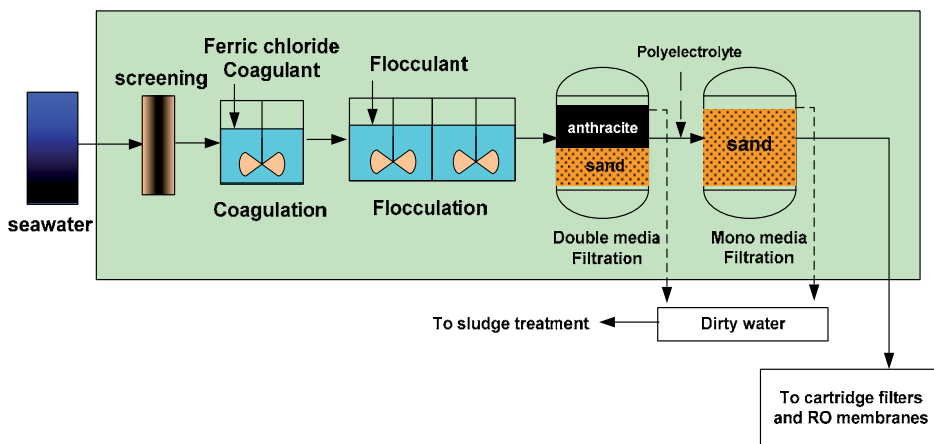 Ferric chloride
Coagulant
Flocculant
Polyelectrolyte
screening
anthracite
sand
sand
seawater
Coagulation
Flocculation
Double media
Filtration
Mono media
Filtration
To sludge treatment
Dirty water
To cartridge filters
and RO membranes